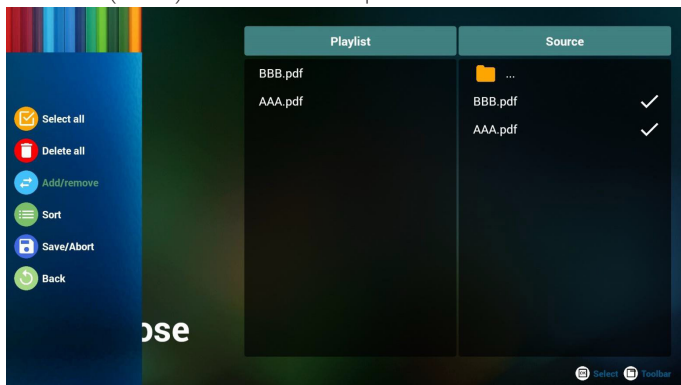 Playlist
Source
BBB.pdf
AAA.pdf
...
BBB.pdf
AAA.pdf
Select all
Delete all
Add/remove
Sort
Save/Abort
Back
ose
Select
Toolbar